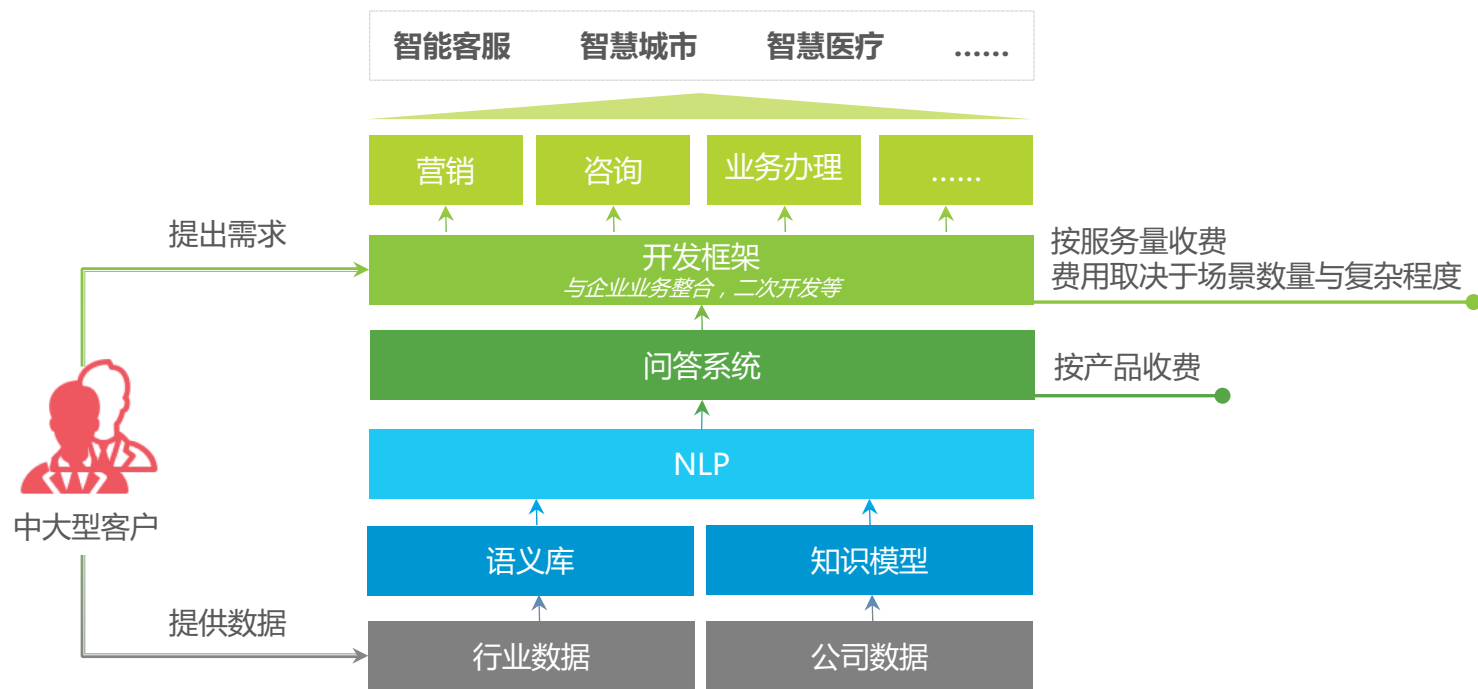 智能客服 智慧城市 智慧医疗 ……
营销 咨询 业务办理 ……
提出需求
开发框架
与企业业务整合，二次开发等
按服务量收费
费用取决于场景数量与复杂程度
问答系统
按产品收费
NLP
中大型客户
语义库 知识模型
提供数据
行业数据 公司数据